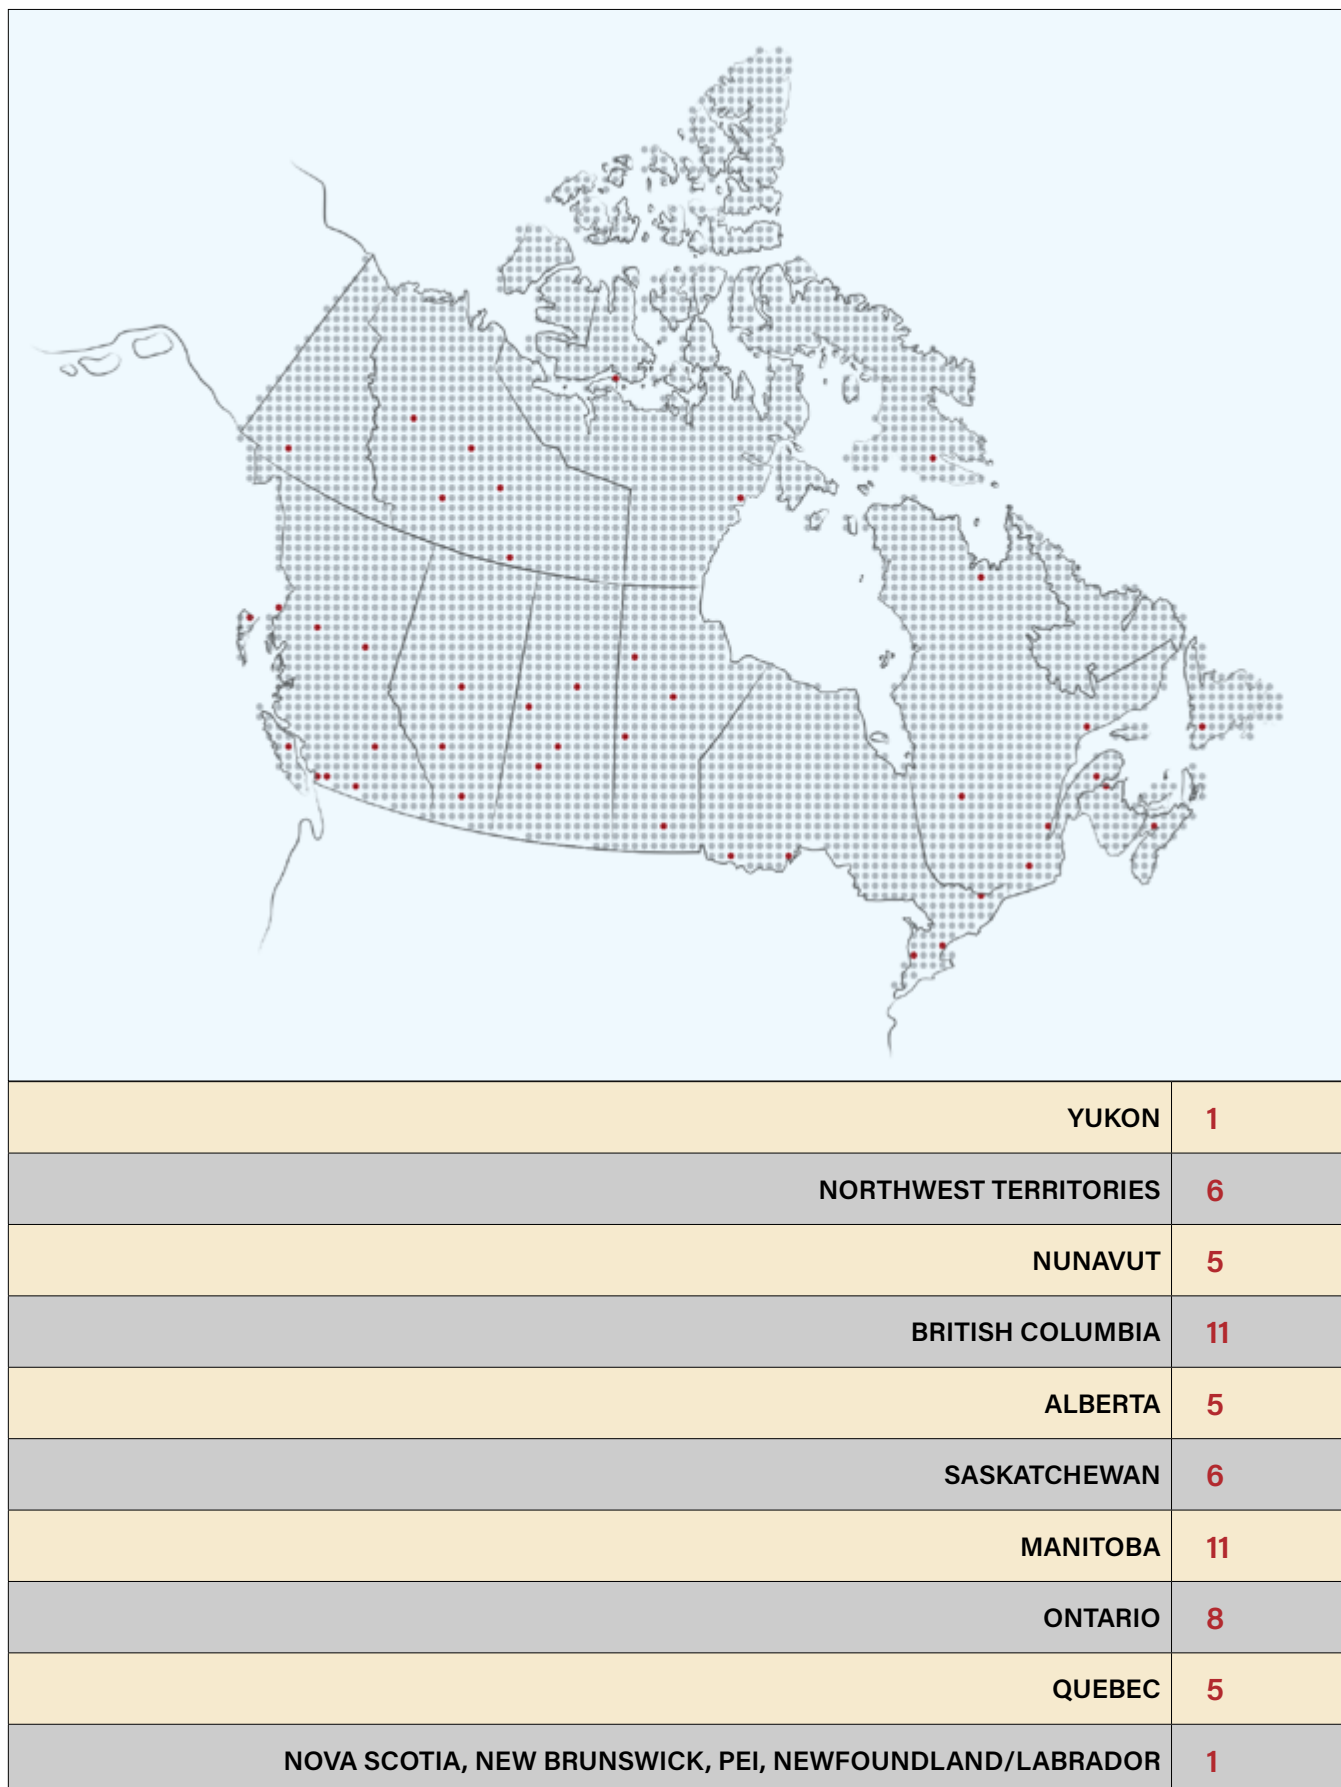 YUKON 1
NORTHWEST TERRITORIES 6
NUNAVUT 5
BRITISH COLUMBIA 11
ALBERTA 5
SASKATCHEWAN 6
MANITOBA 11
ONTARIO 8
QUEBEC 5
NOVA SCOTIA, NEW BRUNSWICK, PEI, NEWFOUNDLAND/LABRADOR 1